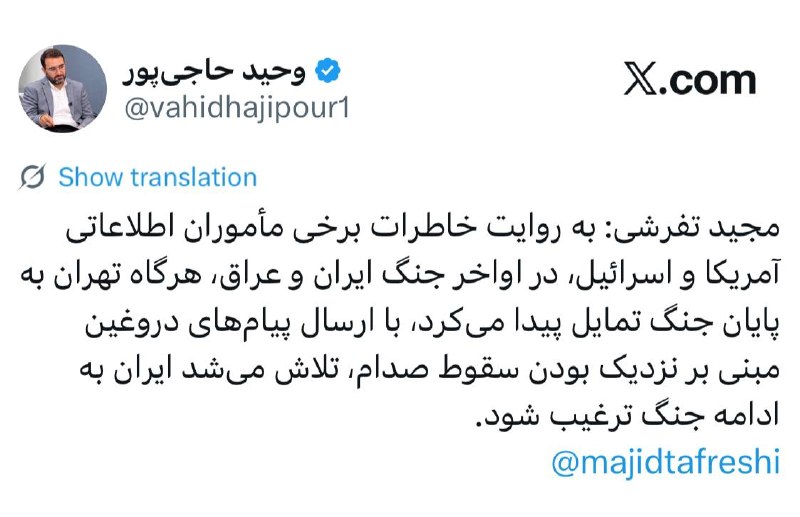 وحید حاجی‌پور
@vahidhajipour1
X.com
Show translation
مجید تفرشی: به روایت خاطرات برخی مأموران اطلاعاتی
آمریکا و اسرائیل، در اواخر جنگ ایران و عراق، هرگاه تهران به
پایان جنگ تمایل پیدا می‌کرد، با ارسال پیام‌های دروغین
مبنی بر نزدیک بودن سقوط صدام، تلاش می‌شد ایران به
ادامه جنگ ترغیب شود.
@majidtafreshi